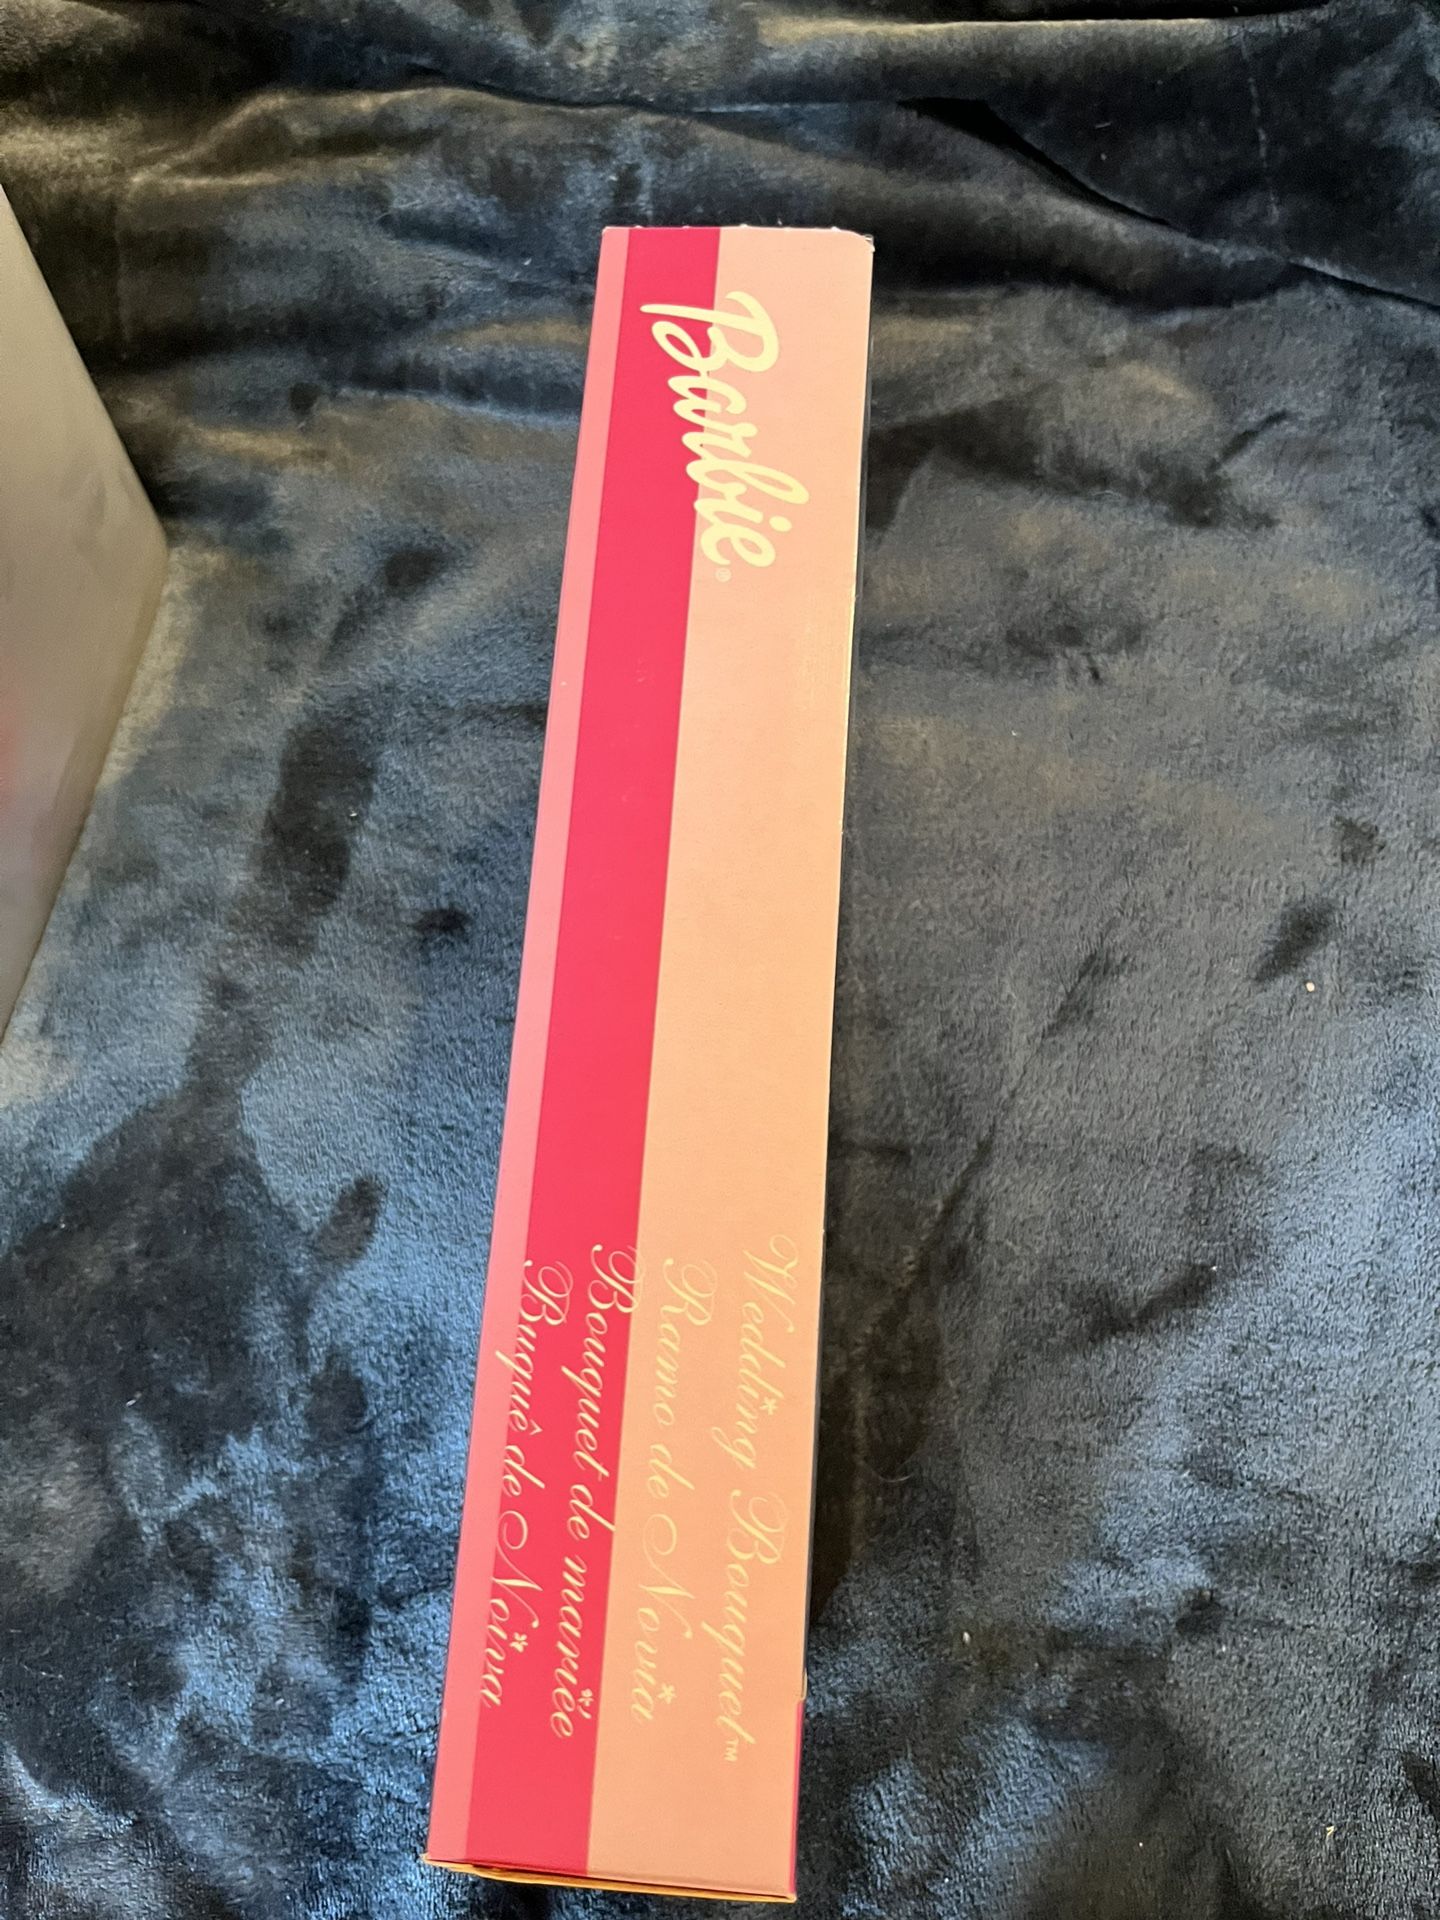 Barbie®
Wedding Bouquet™
Ramo de Novia
Bouquet de mariée
Buquê de Noiva